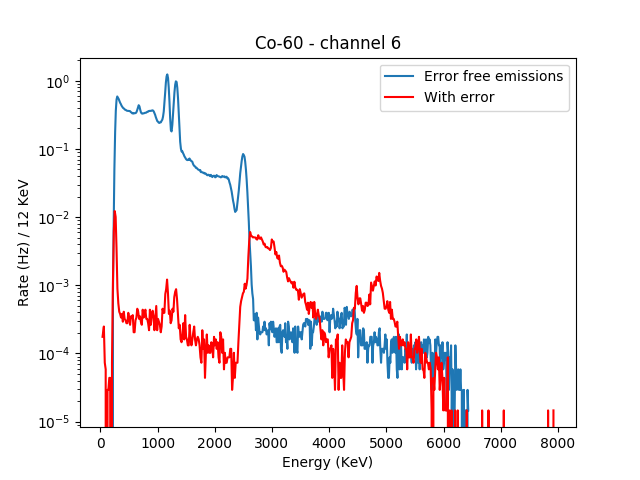 Co-60 - channel 6
Error free emissions
With error
Rate (Hz) / 12 KeV
10⁰
10⁻¹
10⁻²
10⁻³
10⁻⁴
10⁻⁵
0 1000 2000 3000 4000 5000 6000 7000 8000
Energy (KeV)